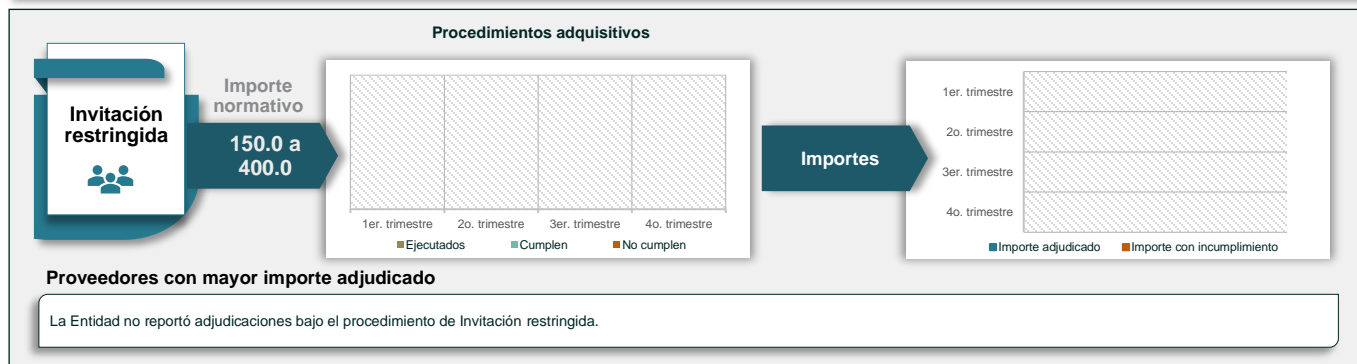 Procedimientos adquisitivos
Invitación
restringida
Importe
normativo
150.0 a
400.0
1er. trimestre 2o. trimestre 3er. trimestre 4o. trimestre
Ejecutados Cumplen No cumplen
Importes
1er. trimestre
2o. trimestre
3er. trimestre
4o. trimestre
Importe adjudicado Importe con incumplimiento
Proveedores con mayor importe adjudicado
La Entidad no reportó adjudicaciones bajo el procedimiento de Invitación restringida.